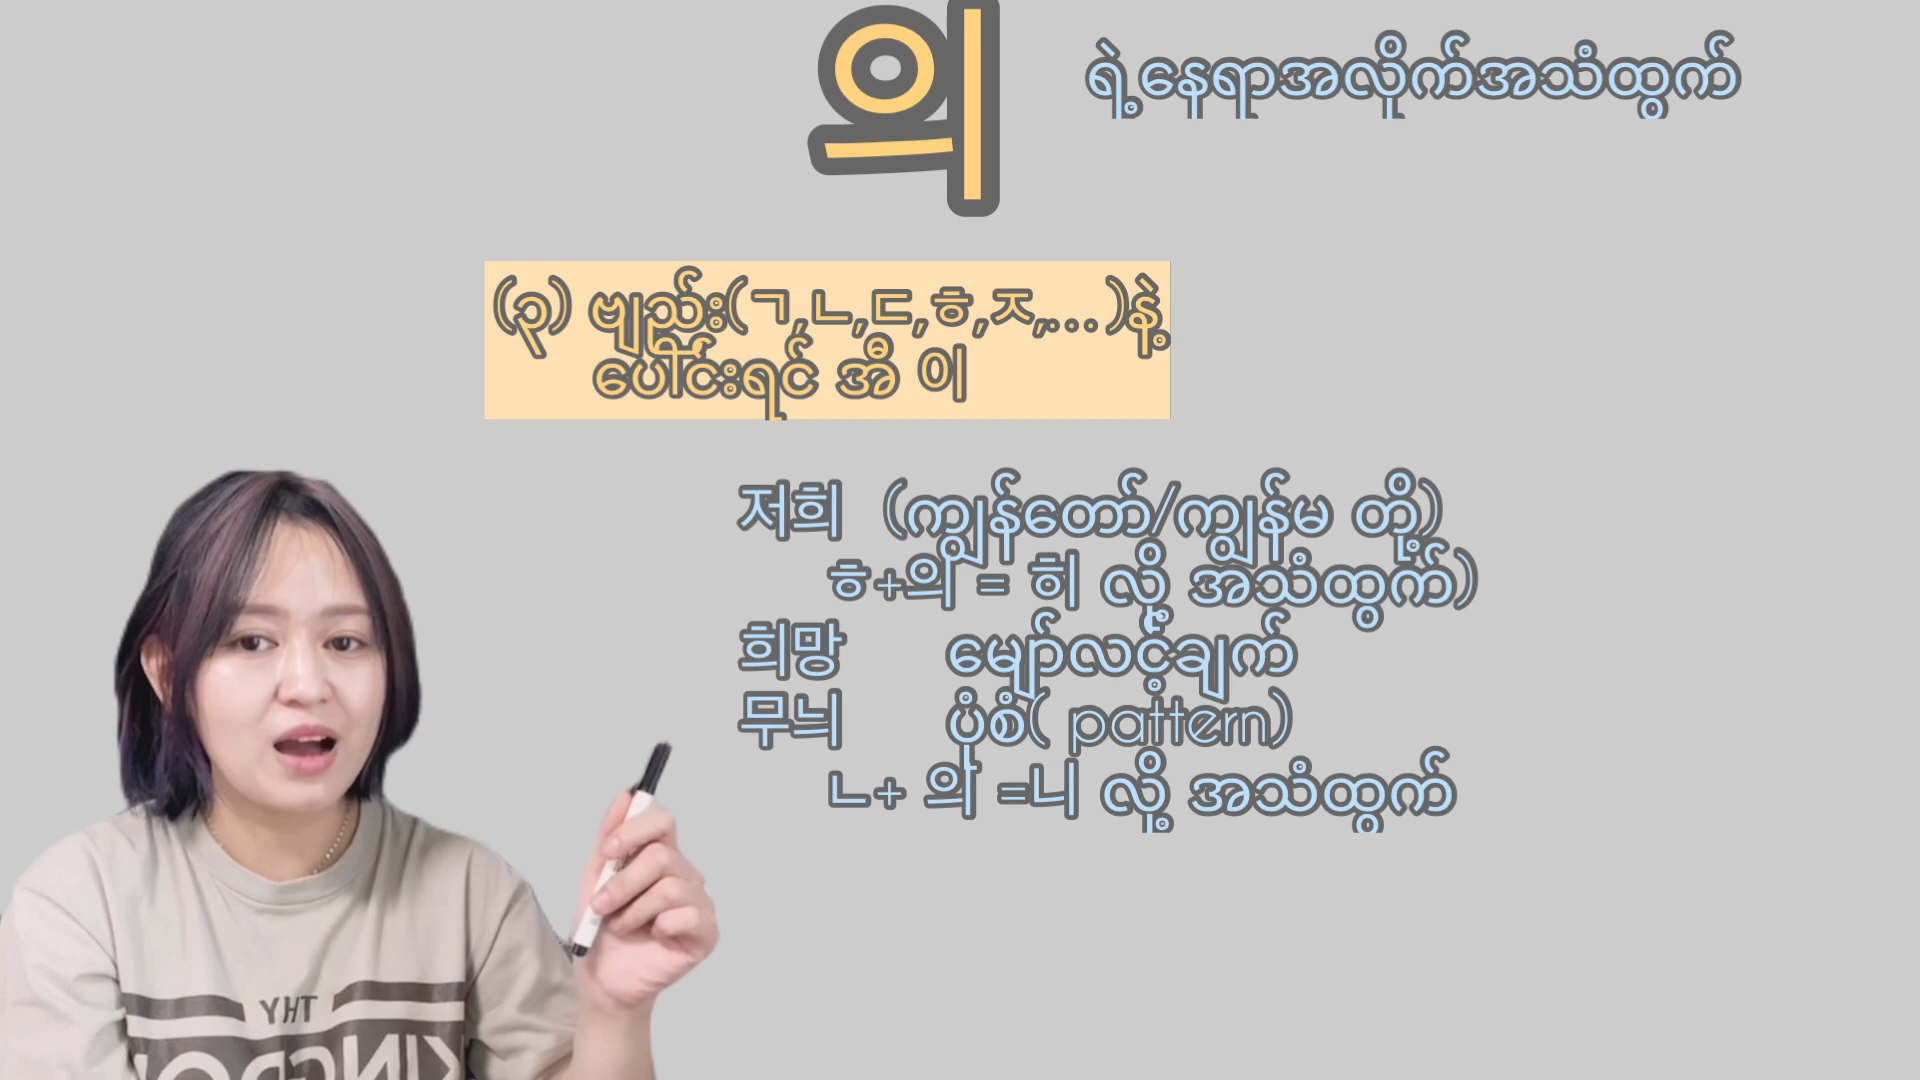 의 ရဲ့နေရာအလိုက်အသံထွက်
(၃) ဗျည်း(ㄱ,ㄴ,ㄷ,ㅎ,ㅈ,...)နဲ့
ပေါင်းရင် အီ 이
저희 (ကျွန်တော်/ကျွန်မ တို့)
ㅎ+의 = 히 လို့ အသံထွက်)
희망 မျှော်လင့်ချက်
무늬 ပုံစံ( pattern)
ㄴ+ 의 =니 လို့ အသံထွက်
THY